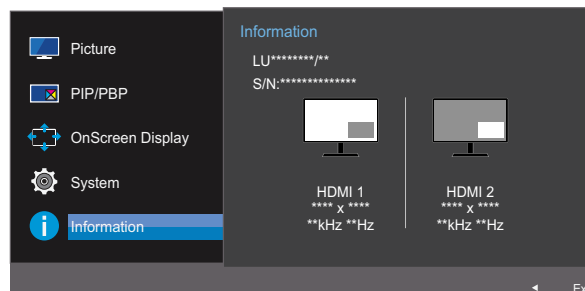 Picture
PIP/PBP
OnScreen Display
System
Information
Information
LU********/**
S/N:**************
HDMI 1
**** x ****
**kHz **Hz
HDMI 2
**** x ****
**kHz **Hz